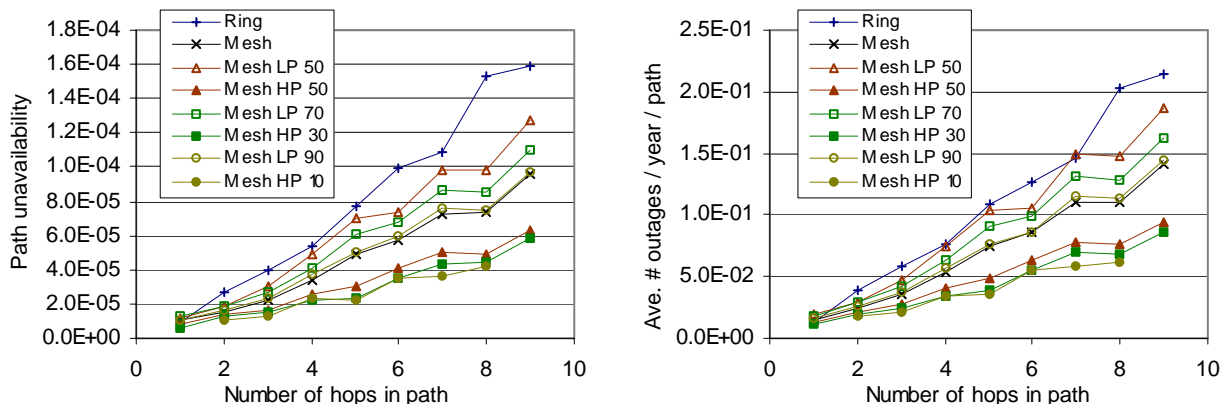 Path unavailability
1.8E-04
1.6E-04
1.4E-04
1.2E-04
1.0E-04
8.0E-05
6.0E-05
4.0E-05
2.0E-05
0.0E+00
Ring
Mesh
Mesh LP 50
Mesh HP 50
Mesh LP 70
Mesh HP 30
Mesh LP 90
Mesh HP 10
0 2 4 6 8 10
Number of hops in path
Ave. # outages / year / path
2.5E-01
2.0E-01
1.5E-01
1.0E-01
5.0E-02
0.0E+00
Ring
Mesh
Mesh LP 50
Mesh HP 50
Mesh LP 70
Mesh HP 30
Mesh LP 90
Mesh HP 10
0 2 4 6 8 10
Number of hops in path